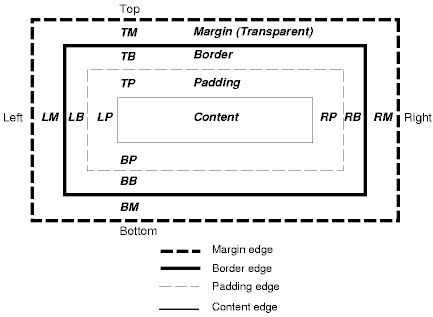 Top
TM Margin (Transparent)
TB Border
TP Padding
Left LM LB LP Content RP RB RM Right
BP
BB
BM
Bottom
Margin edge
Border edge
Padding edge
Content edge